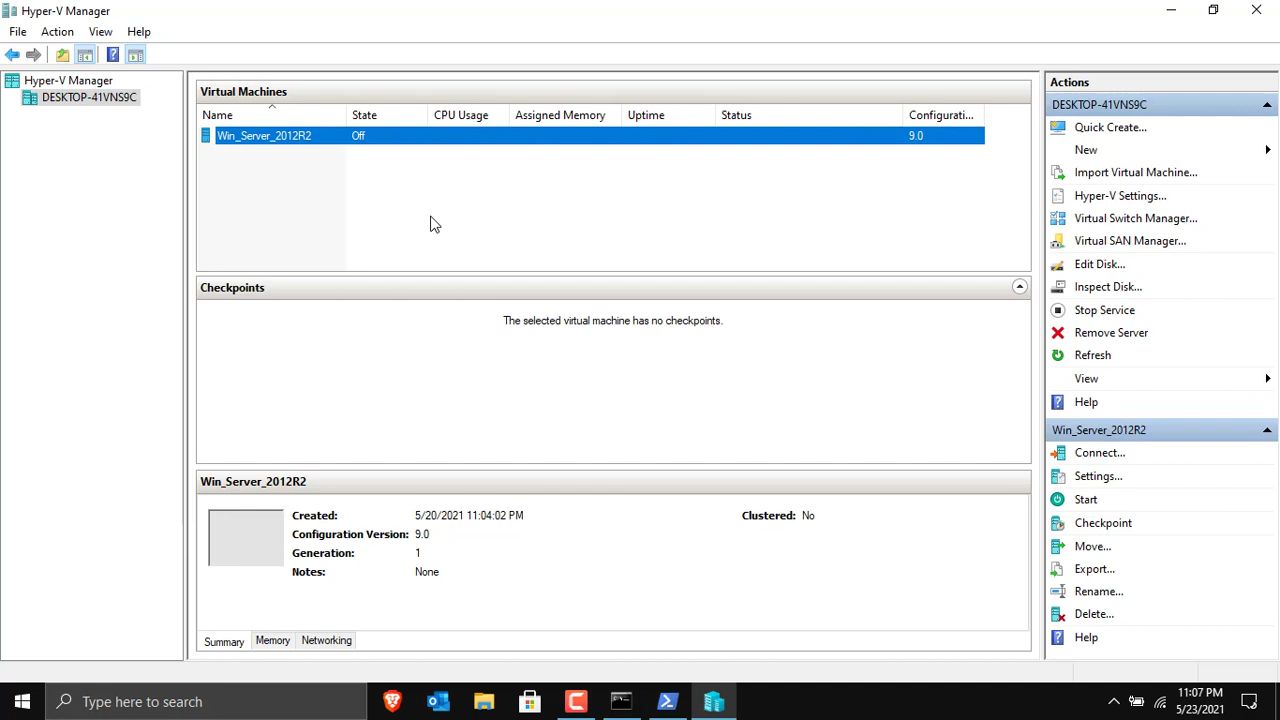 Hyper-V Manager
File Action View Help
Hyper-V Manager
DESKTOP-41VNS9C
Virtual Machines
Name State CPU Usage Assigned Memory Uptime Status Configurati...
Win_Server_2012R2 Off 9.0
Checkpoints
The selected virtual machine has no checkpoints.
Win_Server_2012R2
Created: 5/20/2021 11:04:02 PM Clustered: No
Configuration Version: 9.0
Generation: 1
Notes: None
Summary Memory Networking
Actions
DESKTOP-41VNS9C
Quick Create...
New
Import Virtual Machine...
Hyper-V Settings...
Virtual Switch Manager...
Virtual SAN Manager...
Edit Disk...
Inspect Disk...
Stop Service
Remove Server
Refresh
View
Help
Win_Server_2012R2
Connect...
Settings...
Start
Checkpoint
Move...
Export...
Rename...
Delete...
Help
Type here to search
11:07 PM
5/23/2021